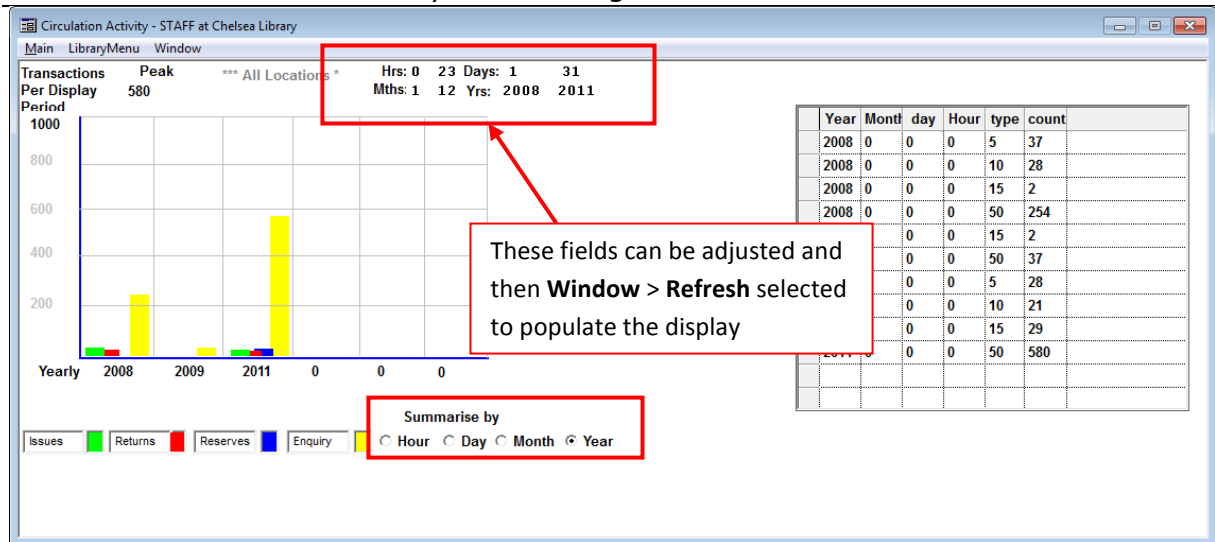 Circulation Activity - STAFF at Chelsea Library
Main LibraryMenu Window
Transactions Peak *** All Locations * Hrs: 0 23 Days: 1 31
Per Display 580 Mths: 1 12 Yrs: 2008 2011
Period
1000
800
600
400
200
Yearly 2008 2009 2011 0 0 0
Year Month day Hour type count
2008 0 0 0 5 37
2008 0 0 0 10 28
2008 0 0 0 15 2
2008 0 0 0 50 254
0 0 15 2
0 0 50 37
0 0 5 28
0 0 10 21
0 0 15 29
0 0 50 580
These fields can be adjusted and
then Window > Refresh selected
to populate the display
Summarise by
Issues Returns Reserves Enquiry Hour Day Month Year